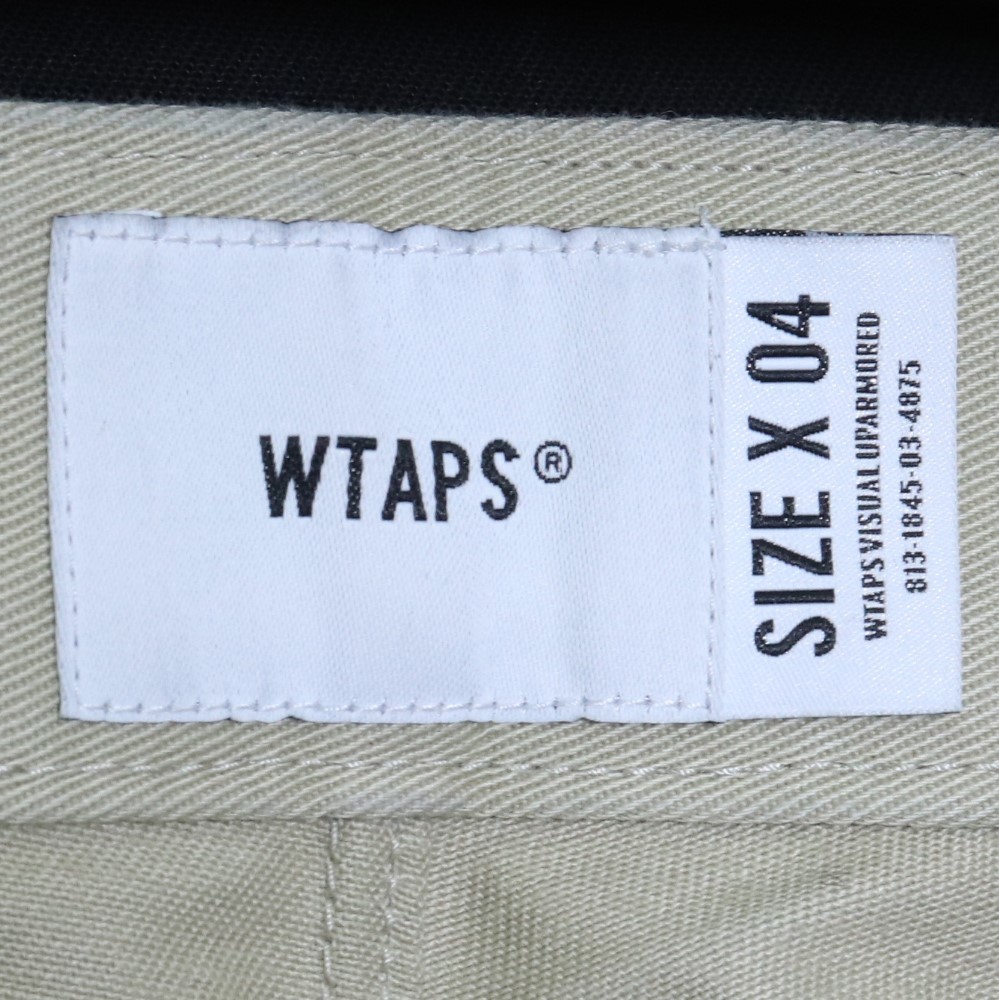 WTAPS®
SIZE X 04
WTAPS VISUAL UPARMORED
813-1845-03-4875